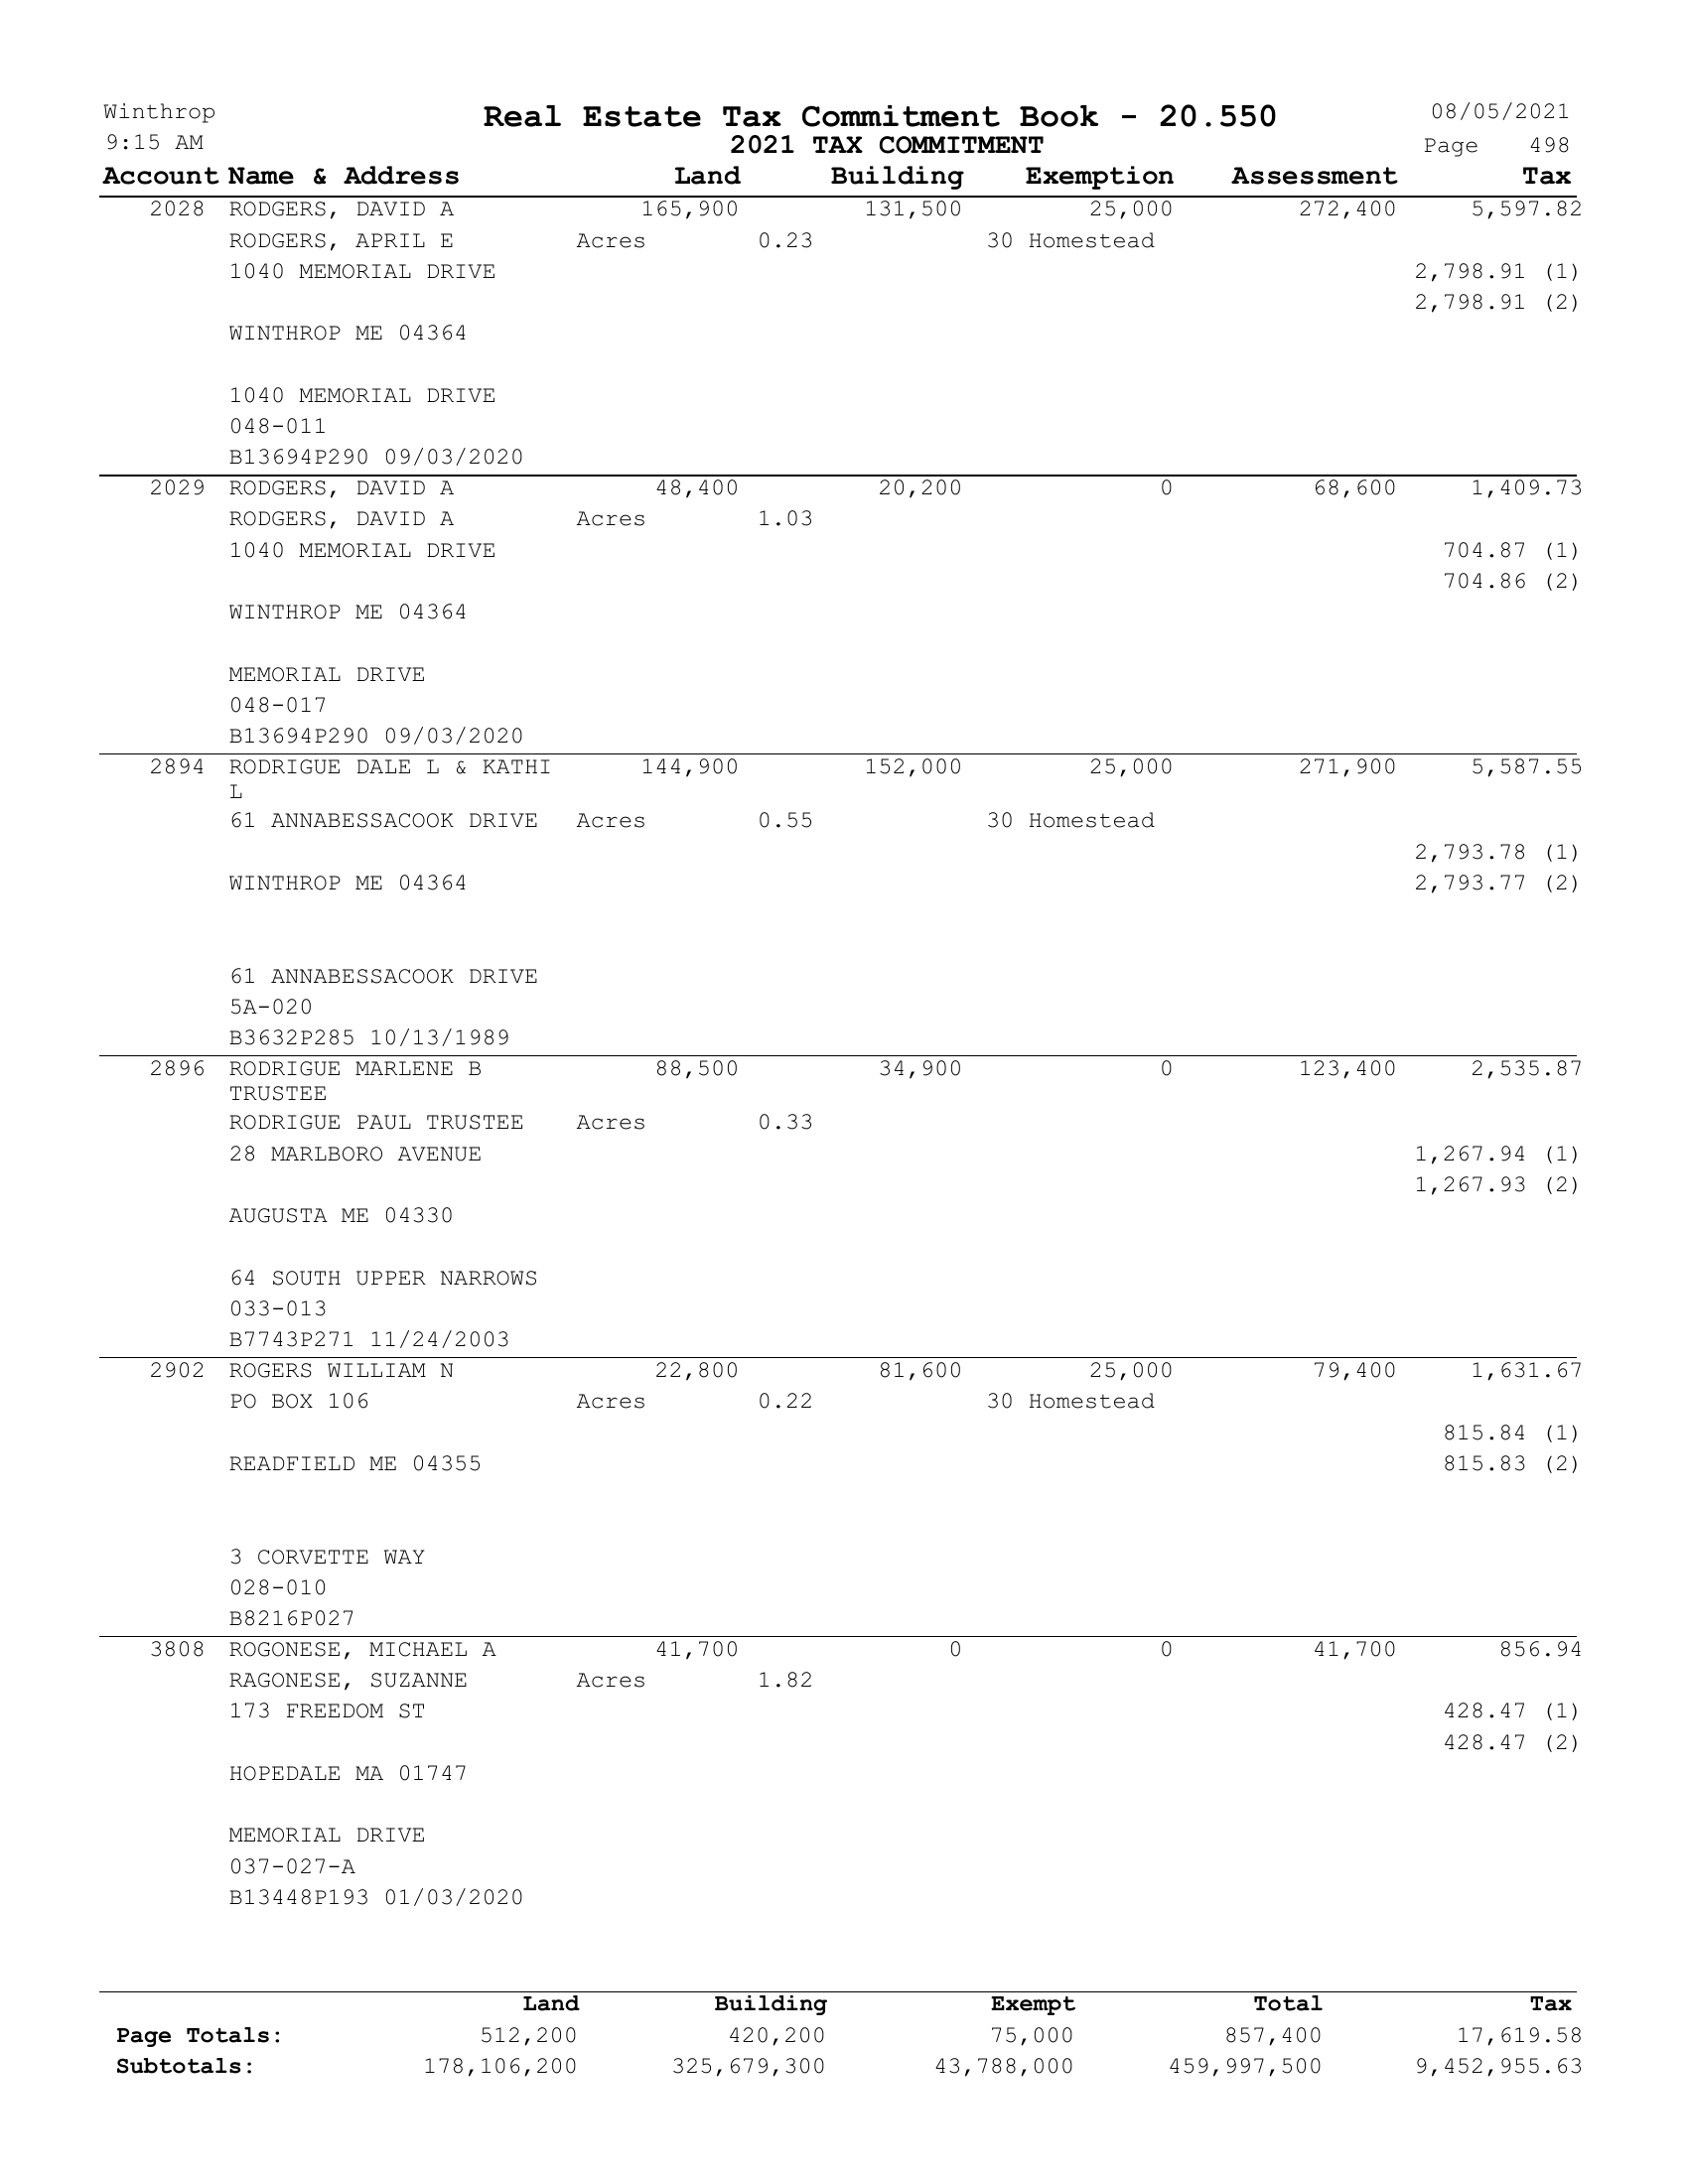 Winthrop Real Estate Tax Commitment Book - 20.550 08/05/2021
9:15 AM 2021 TAX COMMITMENT Page 498
Account Name & Address Land Building Exemption Assessment Tax
2028 RODGERS, DAVID A 165,900 131,500 25,000 272,400 5,597.82
RODGERS, APRIL E Acres 0.23 30 Homestead
1040 MEMORIAL DRIVE 2,798.91 (1)
2,798.91 (2)
WINTHROP ME 04364
1040 MEMORIAL DRIVE
048-011
B13694P290 09/03/2020
2029 RODGERS, DAVID A 48,400 20,200 0 68,600 1,409.73
RODGERS, DAVID A Acres 1.03
1040 MEMORIAL DRIVE 704.87 (1)
704.86 (2)
WINTHROP ME 04364
MEMORIAL DRIVE
048-017
B13694P290 09/03/2020
2894 RODRIGUE DALE L & KATHI 144,900 152,000 25,000 271,900 5,587.55
L
61 ANNABESSACOOK DRIVE Acres 0.55 30 Homestead
2,793.78 (1)
WINTHROP ME 04364 2,793.77 (2)
61 ANNABESSACOOK DRIVE
5A-020
B3632P285 10/13/1989
2896 RODRIGUE MARLENE B 88,500 34,900 0 123,400 2,535.87
TRUSTEE
RODRIGUE PAUL TRUSTEE Acres 0.33
28 MARLBORO AVENUE 1,267.94 (1)
1,267.93 (2)
AUGUSTA ME 04330
64 SOUTH UPPER NARROWS
033-013
B7743P271 11/24/2003
2902 ROGERS WILLIAM N 22,800 81,600 25,000 79,400 1,631.67
PO BOX 106 Acres 0.22 30 Homestead
815.84 (1)
READFIELD ME 04355 815.83 (2)
3 CORVETTE WAY
028-010
B8216P027
3808 ROGONESE, MICHAEL A 41,700 0 0 41,700 856.94
RAGONESE, SUZANNE Acres 1.82
173 FREEDOM ST 428.47 (1)
428.47 (2)
HOPEDALE MA 01747
MEMORIAL DRIVE
037-027-A
B13448P193 01/03/2020
Land Building Exempt Total Tax
Page Totals: 512,200 420,200 75,000 857,400 17,619.58
Subtotals: 178,106,200 325,679,300 43,788,000 459,997,500 9,452,955.63